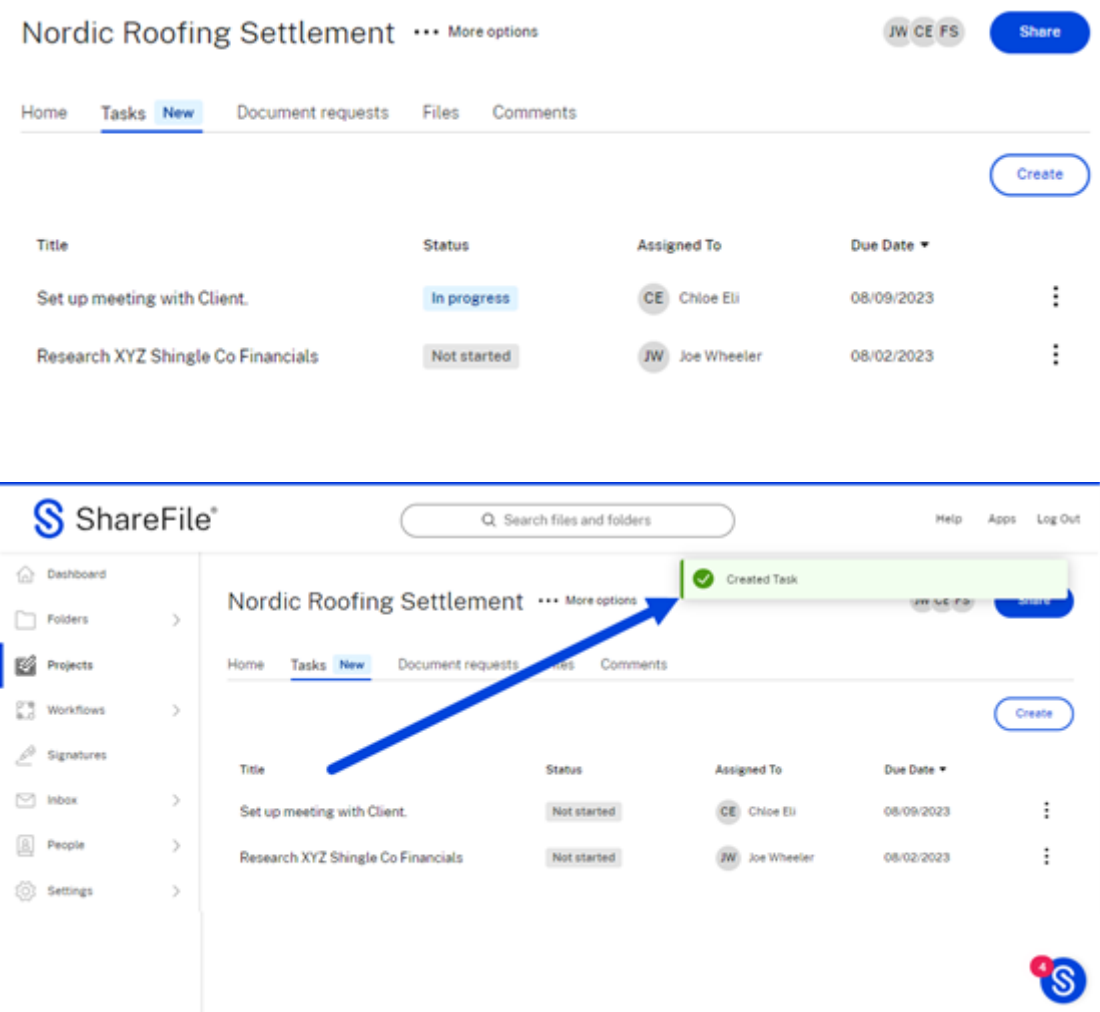 Nordic Roofing Settlement ••• More options JW CE FS Share
Home Tasks New Document requests Files Comments
Create
Title Status Assigned To Due Date
Set up meeting with Client. In progress CE Chloe Eli 08/09/2023
Research XYZ Shingle Co Financials Not started JW Joe Wheeler 08/02/2023
ShareFile® Search files and folders Help Apps Log Out
Dashboard
Created Task
Nordic Roofing Settlement ••• More options JW CE FS Share
Folders
Projects
Home Tasks New Document requests Files Comments
Workflows
Create
Signatures
Title Status Assigned To Due Date
Inbox
Set up meeting with Client. Not started CE Chloe Eli 08/09/2023
People
Research XYZ Shingle Co Financials Not started JW Joe Wheeler 08/02/2023
Settings
4